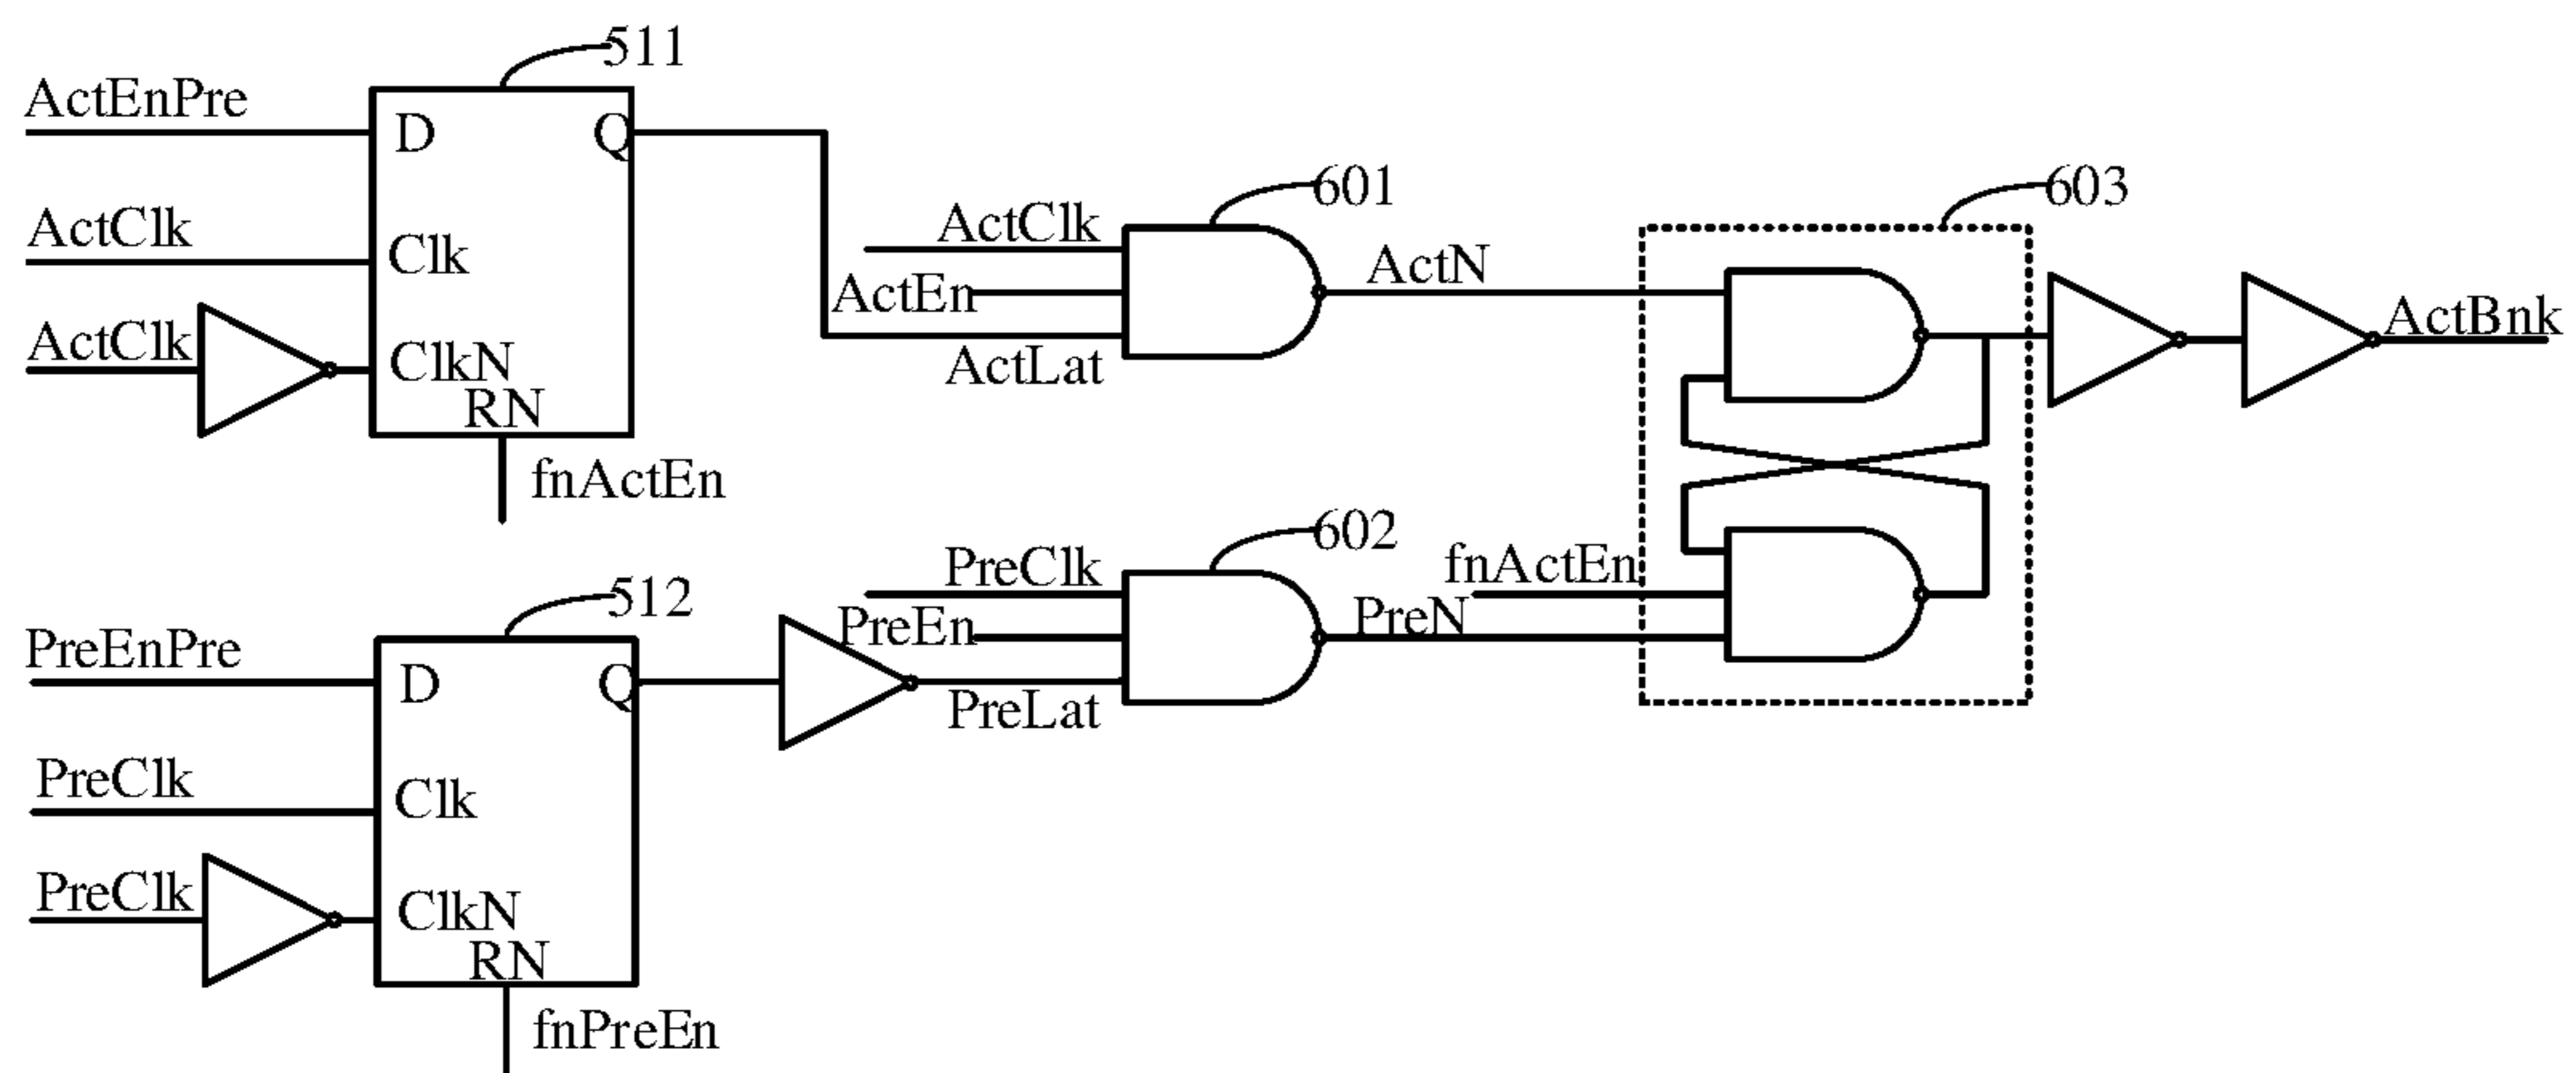 511
ActEnPre
D
Q
ActClk
Clk
ActClk
ClkN
RN
fnActEn
601
ActClk
ActEn
ActLat
ActN
603
ActBnk
512
PreEnPre
D
Q
PreClk
Clk
PreClk
ClkN
RN
fnPreEn
602
PreClk
PreEn
PreLat
fnActEn
PreN